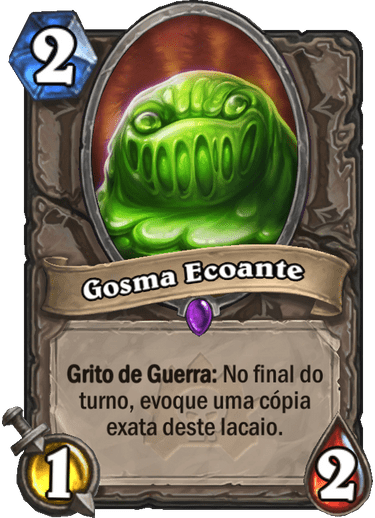 2
Gosma Ecoante
Grito de Guerra: No final do
turno, evoque uma cópia
exata deste lacaio.
1
2